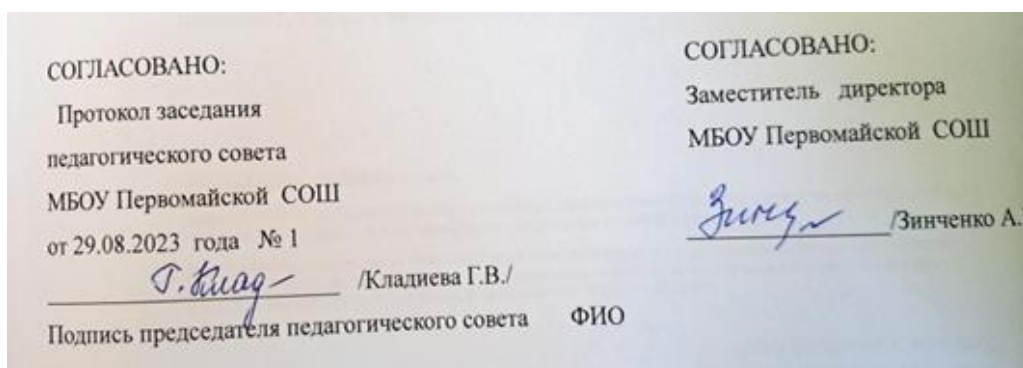 СОГЛАСОВАНО:
Протокол заседания
педагогического совета
МБОУ Первомайской СОШ
от 29.08.2023 года № 1
Г. Клад /Кладиева Г.В./
Подпись председателя педагогического совета ФИО
СОГЛАСОВАНО:
Заместитель директора
МБОУ Первомайской СОШ
/Зинченко А.